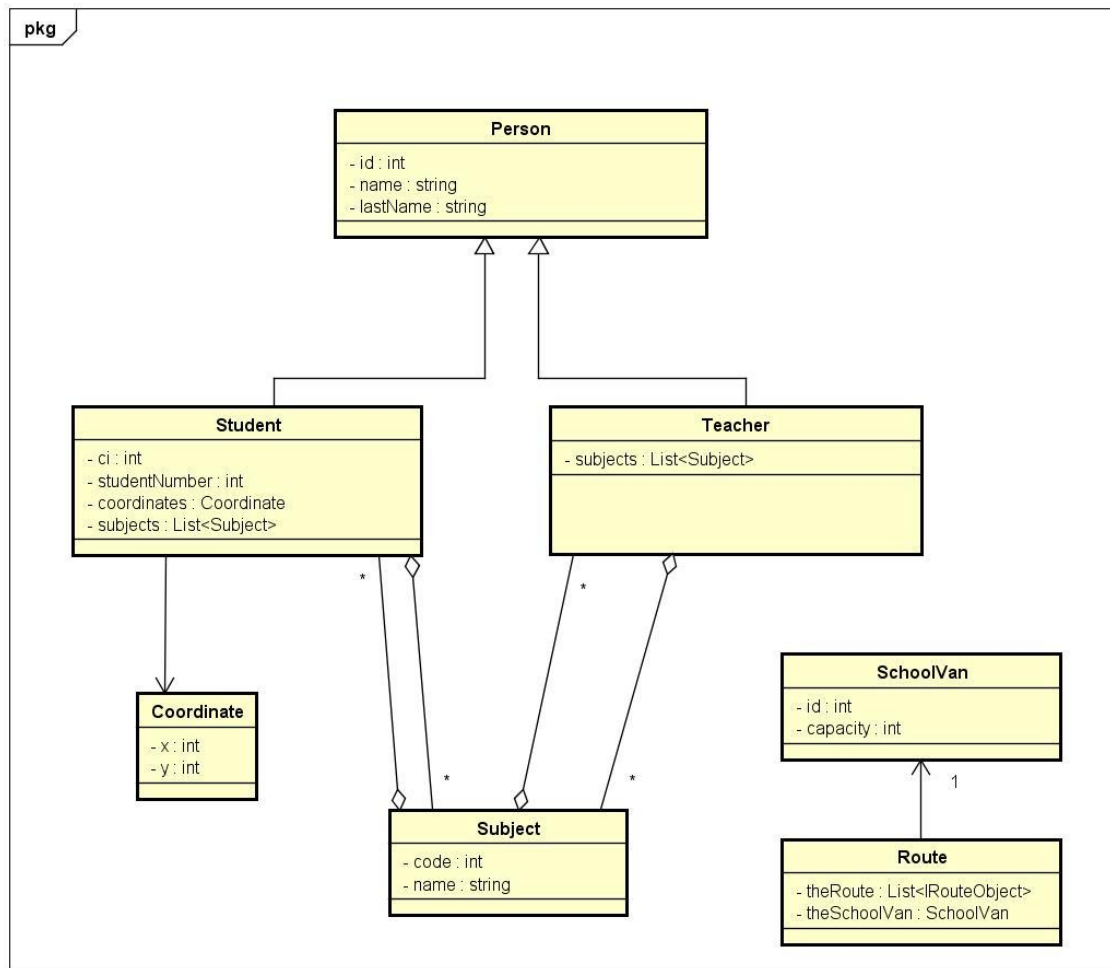 pkg
Person
- id : int
- name : string
- lastName : string
Student
- ci : int
- studentNumber : int
- coordinates : Coordinate
- subjects : List<Subject>
Teacher
- subjects : List<Subject>
*
*
Coordinate
- x : int
- y : int
*
*
Subject
- code : int
- name : string
SchoolVan
- id : int
- capacity : int
1
Route
- theRoute : List<IRouteObject>
- theSchoolVan : SchoolVan